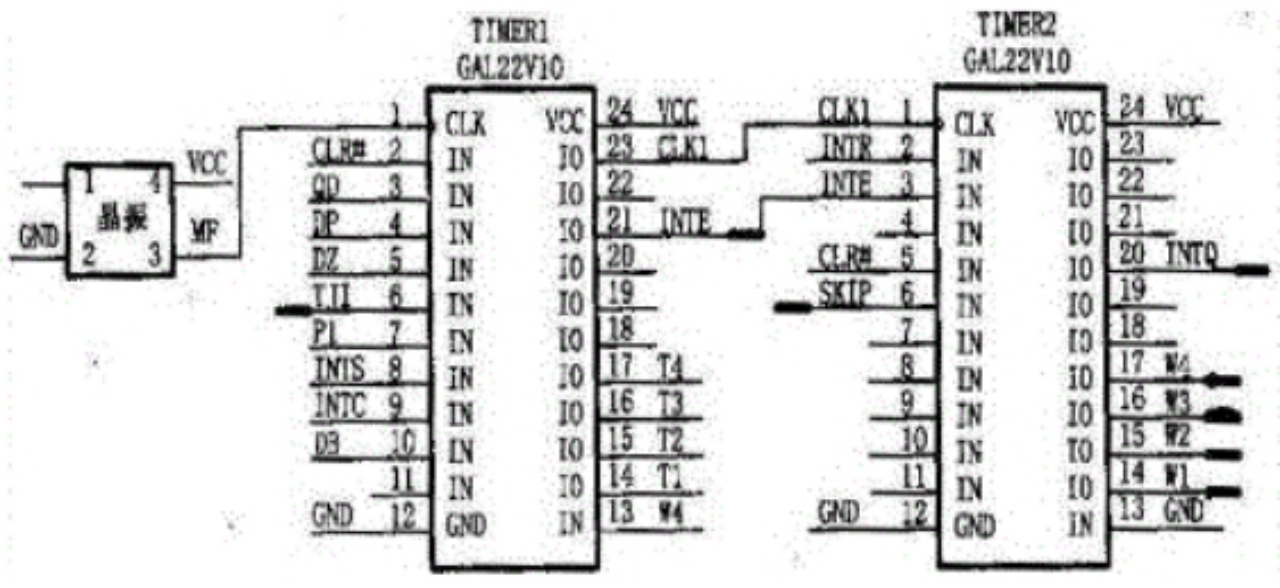 TIMER1
GAL22V10
TIMER2
GAL22V10
1 CLK VCC 24 VCC
CLR# 2 IN IO 23 CLK1
QD 3 IN IO 22
DP 4 IN IO 21 INTE
DZ 5 IN IO 20
TJI 6 IN IO 19
P1 7 IN IO 18
INTS 8 IN IO 17 T4
INTC 9 IN IO 16 T3
DB 10 IN IO 15 T2
11 IN IO 14 T1
GND 12 GND IN 13 W4
1 4 VCC
晶振
GND 2 3 MF
CLK1 1 CLK VCC 24 VCC
INTR 2 IN IO 23
INTE 3 IN IO 22
4 IN IO 21
CLR# 5 IN IO 20 INTQ
SKIP 6 IN IO 19
7 IN IO 18
8 IN IO 17 W4
9 IN IO 16 W3
10 IN IO 15 W2
11 IN IO 14 W1
GND 12 GND IN 13 GND